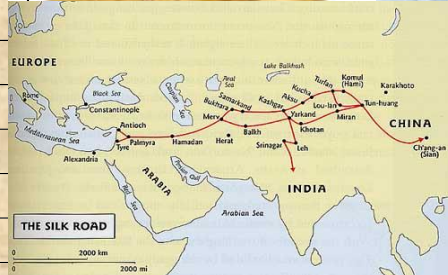 EUROPE
Rome
Black Sea
Constantinople
Caspian Sea
Aral
Sea
Lake Balkhash
Antioch
Mediterranean Sea
Tyre
Palmyra
Alexandria
Hamadan
Merv
Bukhara
Samarkand
Balkh
Herat
Kashgar
Aksu
Kucha
Turfan
Komul
(Hami)
Karakhoto
Lou-lan
Tun-huang
Miran
Yarkand
Khotan
Srinagar
Leh
CHINA
Ch'ang-an
(Sian)
ARABIA
Persian Gulf
Red Sea
Arabian Sea
INDIA
THE SILK ROAD
0
2000 km
0
2000 mi